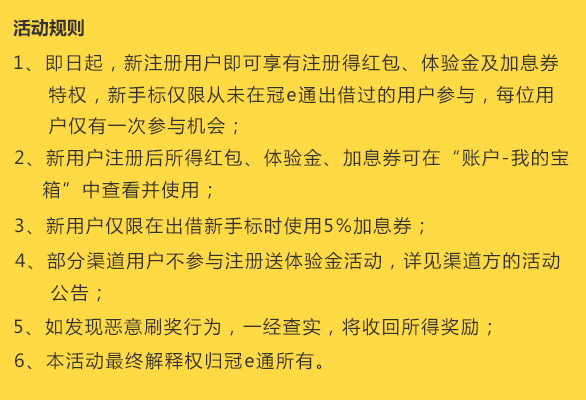 活动规则
1、即日起，新注册用户即可享有注册得红包、体验金及加息券
特权，新手标仅限从未在冠e通出借过的用户参与，每位用
户仅有一次参与机会；
2、新用户注册后所得红包、体验金、加息券可在“账户-我的宝
箱”中查看并使用；
3、新用户仅限在出借新手标时使用5%加息券；
4、部分渠道用户不参与注册送体验金活动，详见渠道方的活动
公告；
5、如发现恶意刷奖行为，一经查实，将收回所得奖励；
6、本活动最终解释权归冠e通所有。